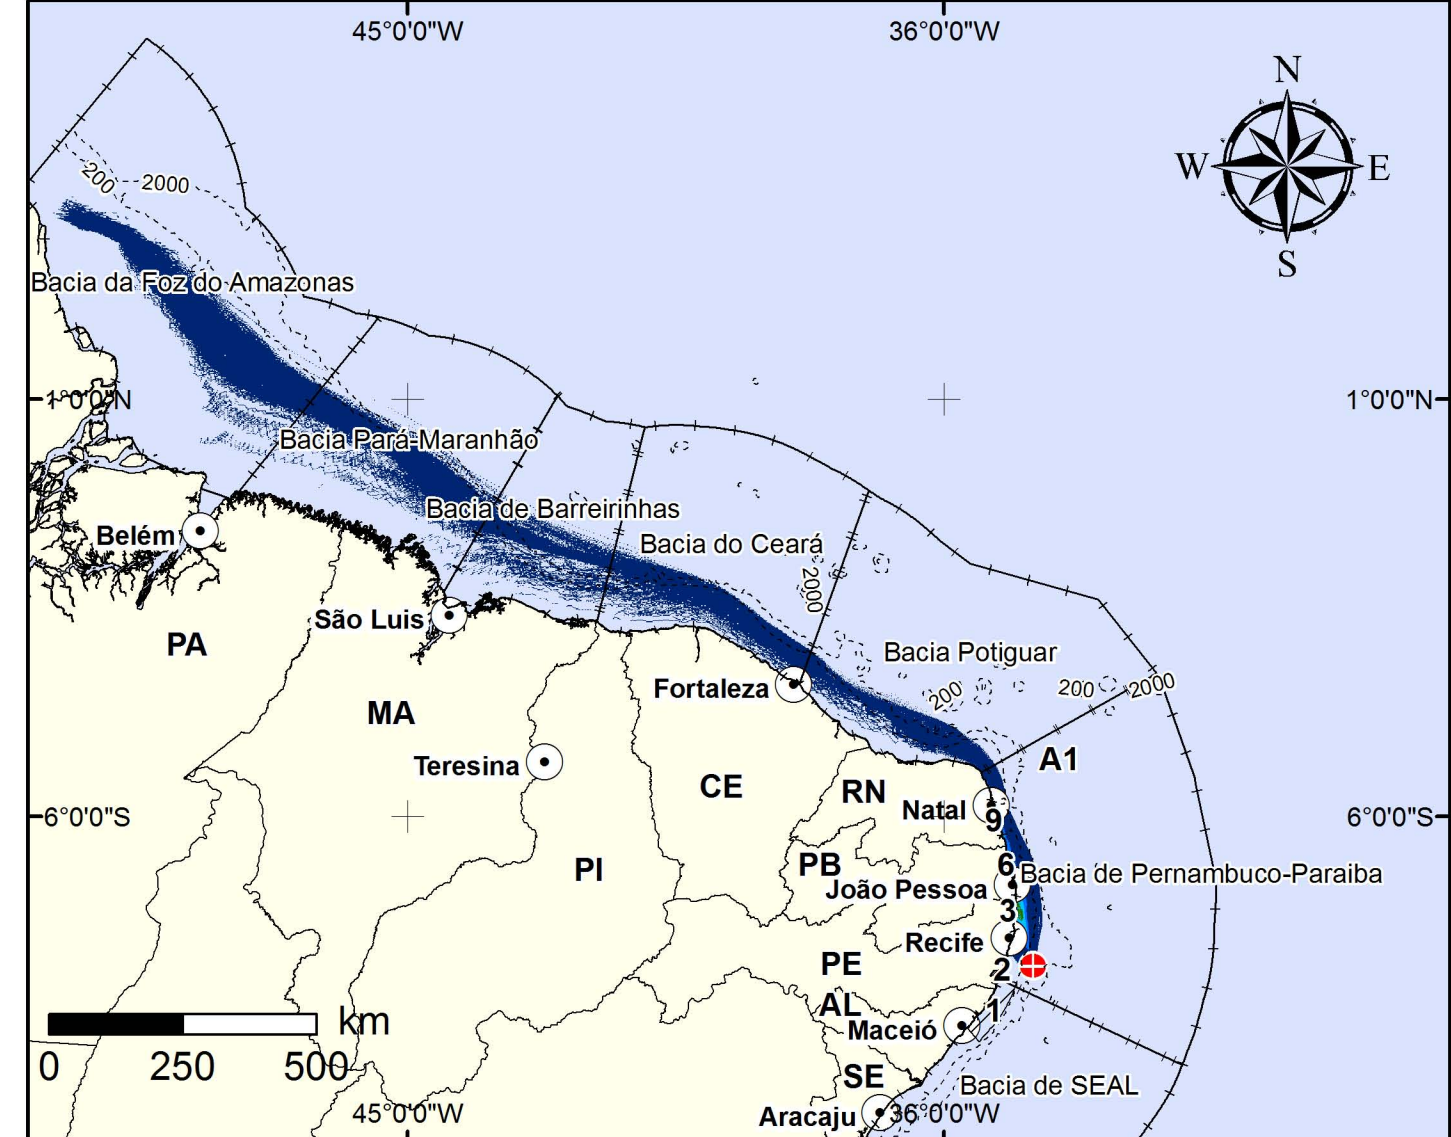 45°0'0"W
36°0'0"W
N
W
E
S
200
2000
Bacia da Foz do Amazonas
1°0'0"N
1°0'0"N
Bacia Pará-Maranhão
Bacia de Barreirinhas
Belém
Bacia do Ceará
2000
São Luis
PA
Bacia Potiguar
Fortaleza
200
200
2000
MA
A1
Teresina
CE
RN
Natal
9
6°0'0"S
6°0'0"S
PI
PB
6
Bacia de Pernambuco-Paraiba
João Pessoa
3
Recife
PE
2
AL
1
Maceió
km
0
250
500
SE
Bacia de SEAL
45°0'0"W
Aracaju
36°0'0"W